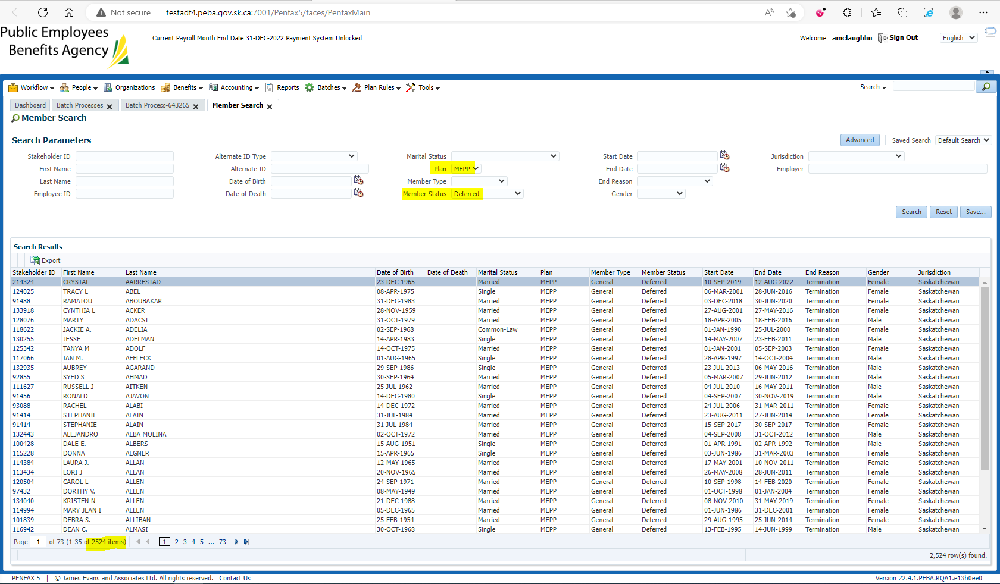 Not secure | testadf4.peba.gov.sk.ca:7001/Penfax5/faces/PenfaxMain
Public Employees
Benefits Agency
Current Payroll Month End Date 31-DEC-2022 Payment System Unlocked
Welcome amclaughlin Sign Out English
Workflow People Organizations Benefits Accounting Reports Batches Plan Rules Tools Search
Dashboard Batch Processes Batch Process-643265 Member Search
Member Search
Search Parameters
Advanced Saved Search Default Search
Stakeholder ID Alternate ID Type Marital Status Start Date Jurisdiction
First Name Alternate ID Plan MEPP End Date Employer
Last Name Date of Birth Member Type End Reason
Employee ID Date of Death Member Status Deferred Gender
Search Reset Save...
Search Results
Export
Stakeholder ID First Name Last Name Date of Birth Date of Death Marital Status Plan Member Type Member Status Start Date End Date End Reason Gender Jurisdiction
214324 CRYSTAL AARRESTAD 23-DEC-1965 Married MEPP General Deferred 10-SEP-2019 12-AUG-2022 Termination Female Saskatchewan
124025 TRACY L ABEL 08-APR-1975 Single MEPP General Deferred 06-MAR-2001 28-JUN-2016 Termination Female Saskatchewan
91488 RAMATOU ABOUBAKAR 31-DEC-1983 Married MEPP General Deferred 03-DEC-2018 30-JUN-2020 Termination Female Saskatchewan
133918 CYNTHIA L ACKER 28-NOV-1959 Married MEPP General Deferred 27-AUG-2001 27-MAY-2016 Termination Female Saskatchewan
128076 MARTY ADACSI 31-OCT-1979 Married MEPP General Deferred 18-APR-2005 18-FEB-2016 Termination Male Saskatchewan
118622 JACKIE A. ADELIA 02-SEP-1968 Common-Law MEPP General Deferred 01-JAN-1990 25-JUL-2000 Termination Female Saskatchewan
130255 JESSE ADELMAN 14-APR-1983 Single MEPP General Deferred 14-MAY-2007 23-FEB-2011 Termination Male Saskatchewan
125342 TANYA M ADOLF 14-OCT-1975 Married MEPP General Deferred 01-JAN-2001 05-SEP-2003 Termination Female Saskatchewan
117066 IAN M. AFFLECK 01-AUG-1965 Single MEPP General Deferred 28-APR-1997 14-OCT-2004 Termination Male Saskatchewan
132935 AUBREY AGARAND 29-SEP-1986 Single MEPP General Deferred 23-JUL-2013 06-MAY-2016 Termination Male Saskatchewan
92855 SYED S AHMAD 30-SEP-1964 Married MEPP General Deferred 05-MAR-2007 29-JUN-2012 Termination Male Saskatchewan
111627 RUSSELL J AITKEN 25-JUL-1962 Married MEPP General Deferred 04-JUL-2010 16-MAY-2011 Termination Male Saskatchewan
91456 RONALD AJAVON 14-DEC-1980 Single MEPP General Deferred 04-SEP-2007 30-NOV-2019 Termination Male Saskatchewan
93088 RACHEL ALABI 14-DEC-1972 Married MEPP General Deferred 24-JUL-2006 31-MAR-2011 Termination Female Saskatchewan
91414 STEPHANIE ALAIN 31-JUL-1984 Married MEPP General Deferred 23-AUG-2011 27-JUN-2014 Termination Female Saskatchewan
91414 STEPHANIE ALAIN 31-JUL-1984 Married MEPP General Deferred 15-SEP-2017 30-SEP-2017 Termination Female Saskatchewan
132443 ALEJANDRO ALBA MOLINA 02-OCT-1972 Married MEPP General Deferred 04-SEP-2008 31-OCT-2012 Termination Male Saskatchewan
100428 DALE E. ALBERS 15-AUG-1951 Single MEPP General Deferred 01-APR-1991 02-APR-1992 Termination Male Saskatchewan
115228 DONNA ALGNER 15-APR-1965 Single MEPP General Deferred 03-JUN-1986 31-MAR-2003 Termination Female Saskatchewan
114384 LAURA J. ALLAN 12-MAY-1965 Married MEPP General Deferred 17-MAY-2001 10-NOV-2011 Termination Female Saskatchewan
113434 LORI J ALLAN 20-NOV-1965 Married MEPP General Deferred 26-MAY-2008 28-JUN-2011 Termination Female Saskatchewan
120504 CAROL L ALLEN 24-SEP-1971 Married MEPP General Deferred 10-SEP-1998 14-FEB-2020 Termination Female Saskatchewan
97432 DORTHY V. ALLEN 08-MAY-1949 Married MEPP General Deferred 01-OCT-1998 01-JAN-2004 Termination Female Saskatchewan
134040 KRISTEN N ALLEN 21-DEC-1988 Married MEPP General Deferred 08-NOV-2010 31-MAY-2019 Termination Female Saskatchewan
114994 MARY JEAN I ALLEN 05-DEC-1965 Married MEPP General Deferred 01-JUN-1986 31-DEC-2001 Termination Female Saskatchewan
101839 DEBRA S. ALLIBAN 25-FEB-1954 Married MEPP General Deferred 29-AUG-1995 25-JUN-2014 Termination Female Saskatchewan
116942 DEAN C. ALMASI 30-OCT-1968 Single MEPP General Deferred 13-FEB-1995 14-JUN-1999 Termination Male Saskatchewan
Page 1 of 73 (1-35 of 2524 items) 1 2 3 4 5 ... 73
2,524 row(s) found.
PENFAX 5 | © James Evans and Associates Ltd. All rights reserved. Contact Us Version 22.4.1.PEBA.RQA1.e13b0ee0